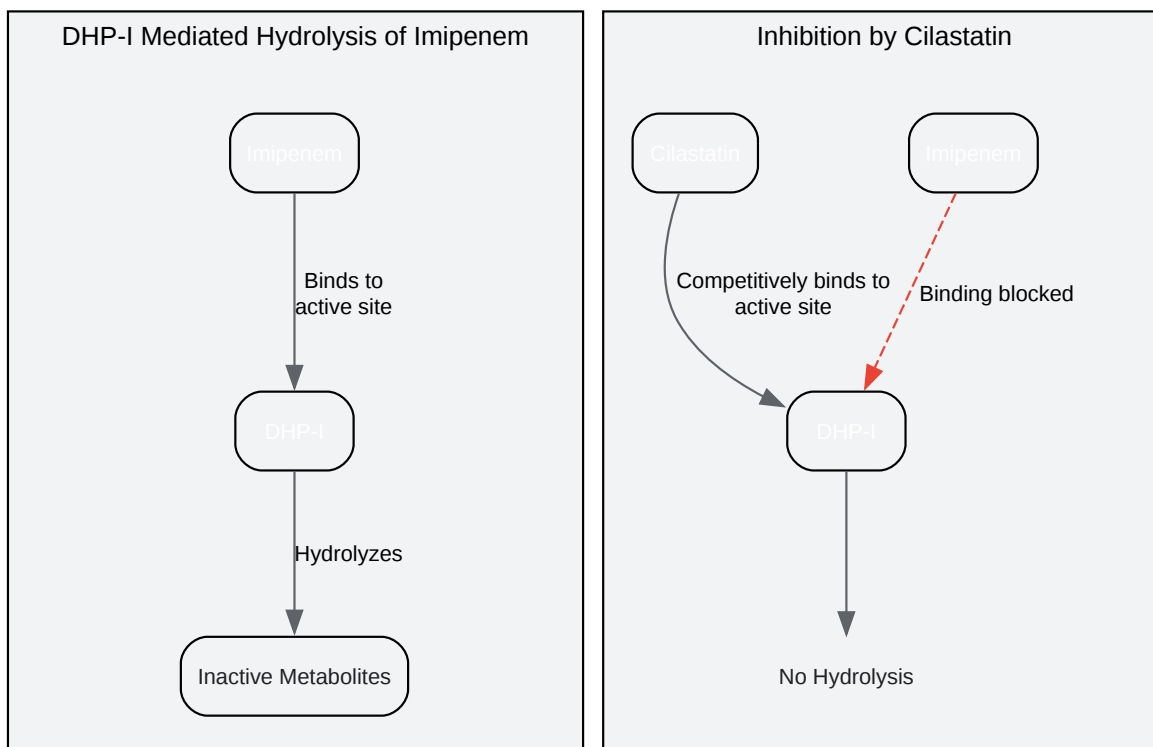 DHP-I Mediated Hydrolysis of Imipenem
Imipenem
Binds to
active site
DHP-I
Hydrolyzes
Inactive Metabolites
Inhibition by Cilastatin
Cilastatin
Imipenem
Competitively binds to
active site
Binding blocked
DHP-I
No Hydrolysis